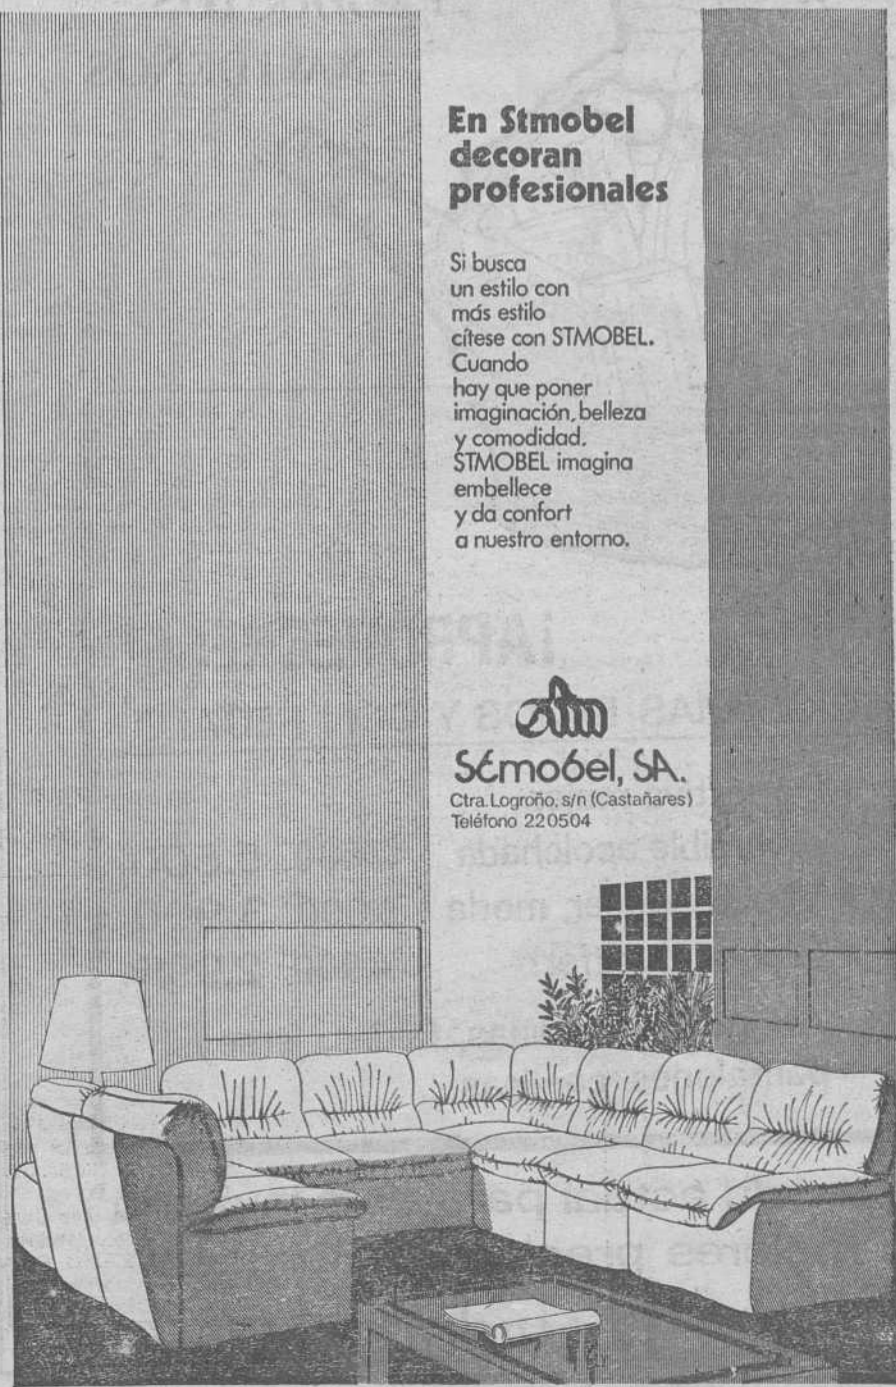 En Stmobel
decoran
profesionales
Si busca
un estilo con
más estilo
cítese con STMOBEL.
Cuando
hay que poner
imaginación, belleza
y comodidad.
STMOBEL imagina
embellece
y da confort
a nuestro entorno.
stm
Stmobel, SA.
Ctra. Logroño, s/n (Castañares)
Teléfono 220504